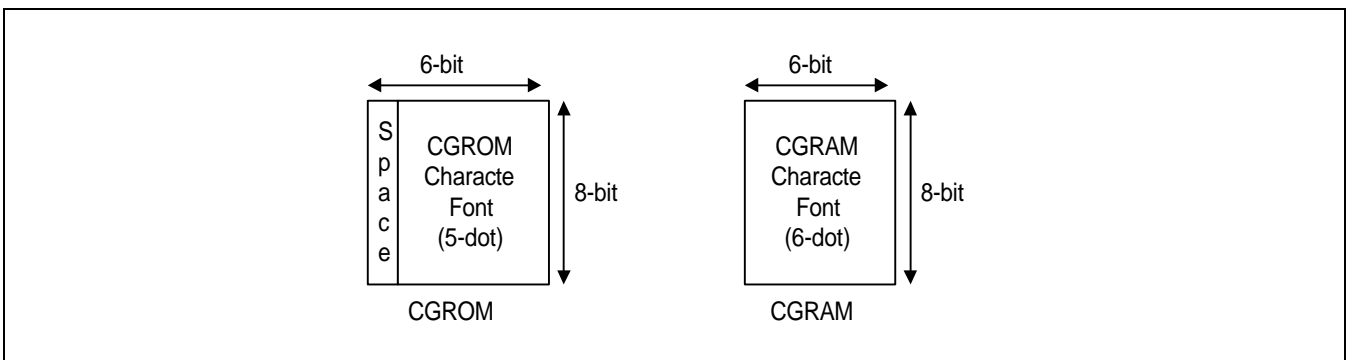 6-bit
Space
CGROM
Characte
Font
(5-dot)
8-bit
CGROM
6-bit
CGRAM
Characte
Font
(6-dot)
8-bit
CGRAM